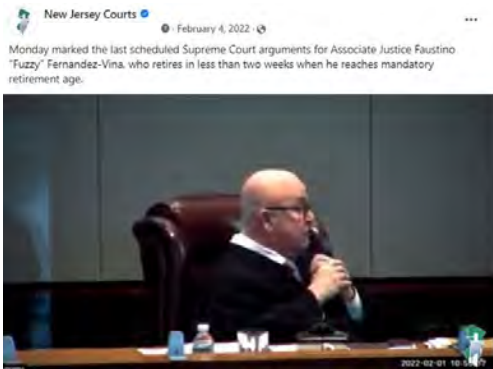 New Jersey Courts
· February 4, 2022 ·
Monday marked the last scheduled Supreme Court arguments for Associate Justice Faustino
"Fuzzy" Fernandez-Vina, who retires in less than two weeks when he reaches mandatory
retirement age.
2022-02-01